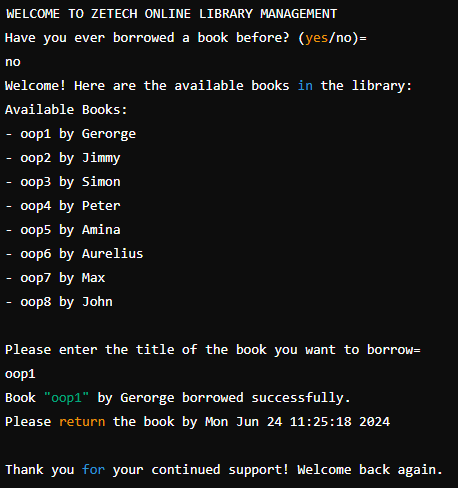 WELCOME TO ZETECH ONLINE LIBRARY MANAGEMENT
Have you ever borrowed a book before? (yes/no)=
no
Welcome! Here are the available books in the library:
Available Books:
- oop1 by Gerorge
- oop2 by Jimmy
- oop3 by Simon
- oop4 by Peter
- oop5 by Amina
- oop6 by Aurelius
- oop7 by Max
- oop8 by John
Please enter the title of the book you want to borrow=
oop1
Book "oop1" by Gerorge borrowed successfully.
Please return the book by Mon Jun 24 11:25:18 2024
Thank you for your continued support! Welcome back again.